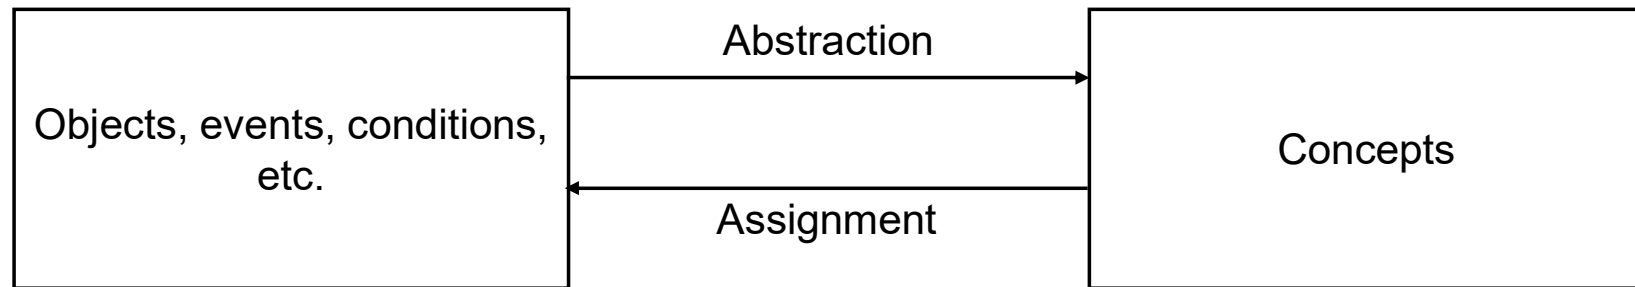 Abstraction
Objects, events, conditions,
etc.
Concepts
Assignment